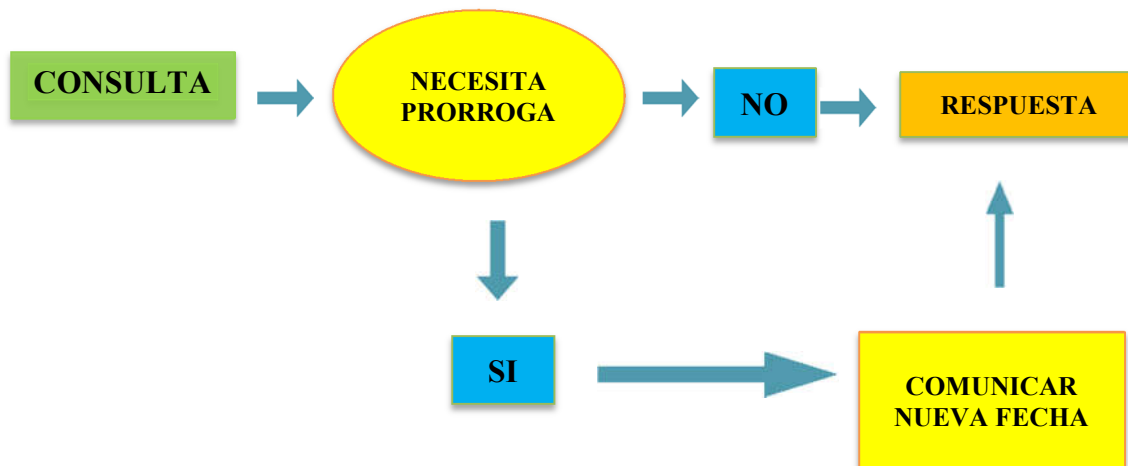 CONSULTA
NECESITA
PRORROGA
NO
RESPUESTA
SI
COMUNICAR
NUEVA FECHA